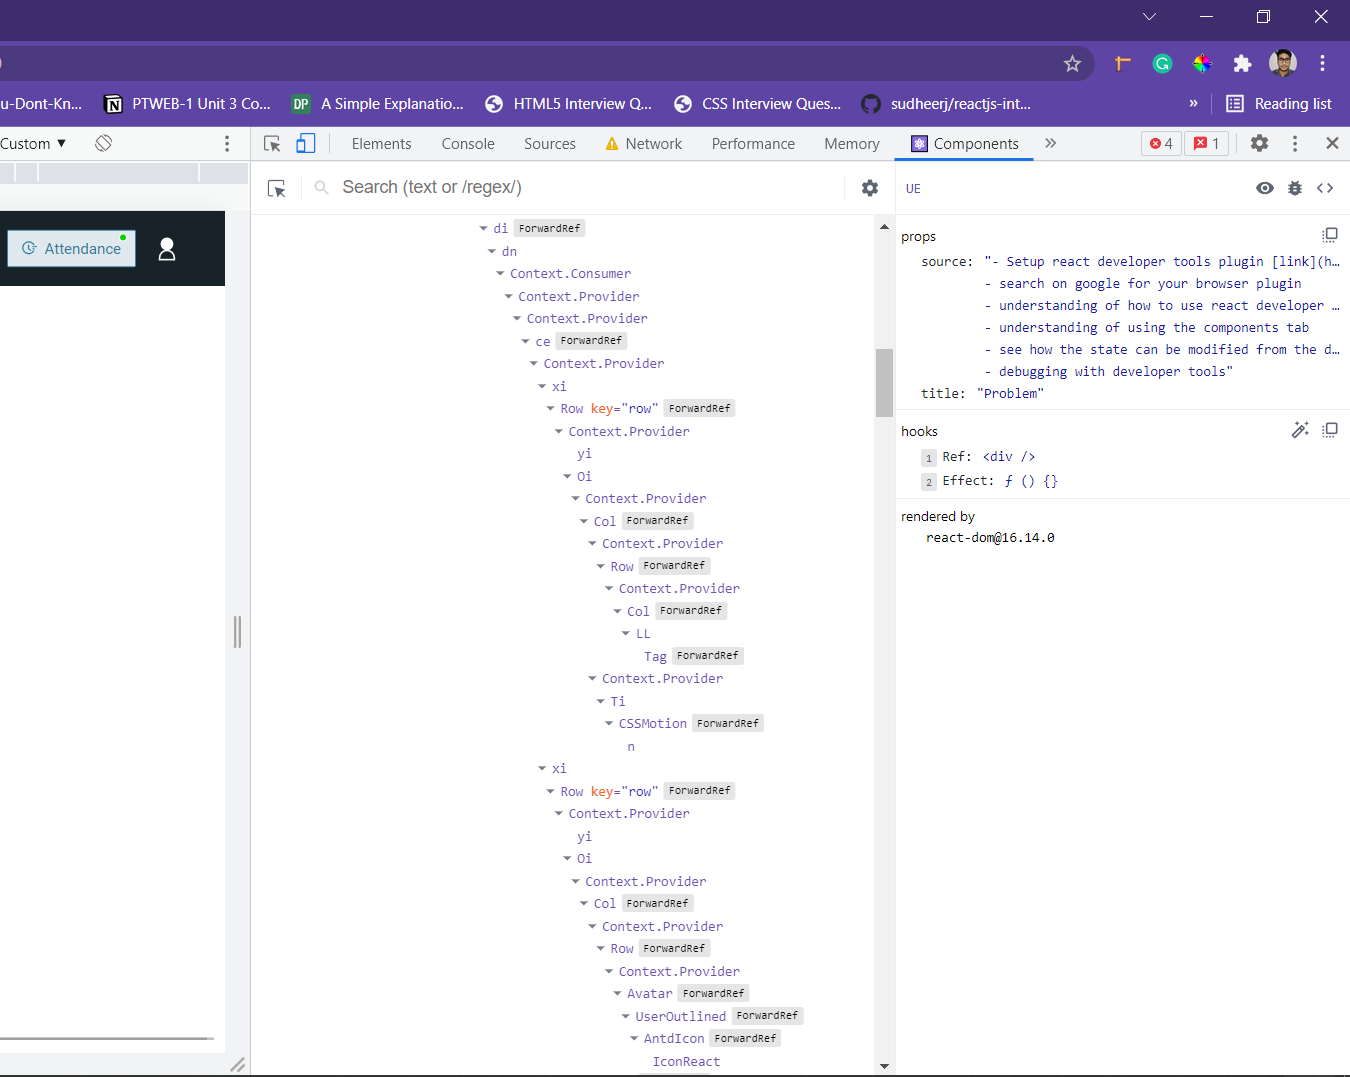 u-Dont-Kn...
PTWEB-1 Unit 3 Co...
DP
A Simple Explanatio...
HTML5 Interview Q...
CSS Interview Ques...
sudheerj/reactjs-int...
»
Reading list
Custom ▼
Elements
Console
Sources
Network
Performance
Memory
Components
»
4
1
Attendance
Search (text or /regex/)
di ForwardRef
dn
Context.Consumer
Context.Provider
Context.Provider
ce ForwardRef
Context.Provider
xi
Row key="row" ForwardRef
Context.Provider
yi
Oi
Context.Provider
Col ForwardRef
Context.Provider
Row ForwardRef
Context.Provider
Col ForwardRef
LL
Tag ForwardRef
Context.Provider
Ti
CSSMotion ForwardRef
n
xi
Row key="row" ForwardRef
Context.Provider
yi
Oi
Context.Provider
Col ForwardRef
Context.Provider
Row ForwardRef
Context.Provider
Avatar ForwardRef
UserOutlined ForwardRef
AntdIcon ForwardRef
IconReact
UE
props
source: "- Setup react developer tools plugin [link](h...
- search on google for your browser plugin
- understanding of how to use react developer ...
- understanding of using the components tab
- see how the state can be modified from the d...
- debugging with developer tools"
title: "Problem"
hooks
1 Ref: <div />
2 Effect: ƒ () {}
rendered by
react-dom@16.14.0